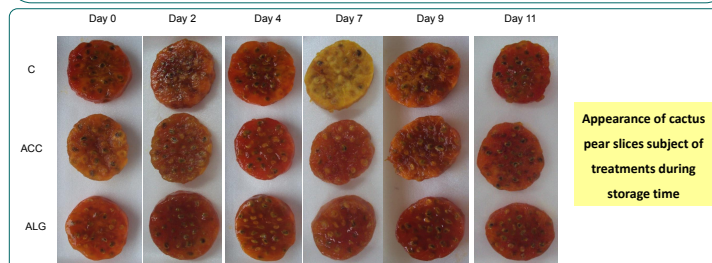 Day 0 Day 2 Day 4 Day 7 Day 9 Day 11
C
ACC
ALG
Appearance of cactus
pear slices subject of
treatments during
storage time